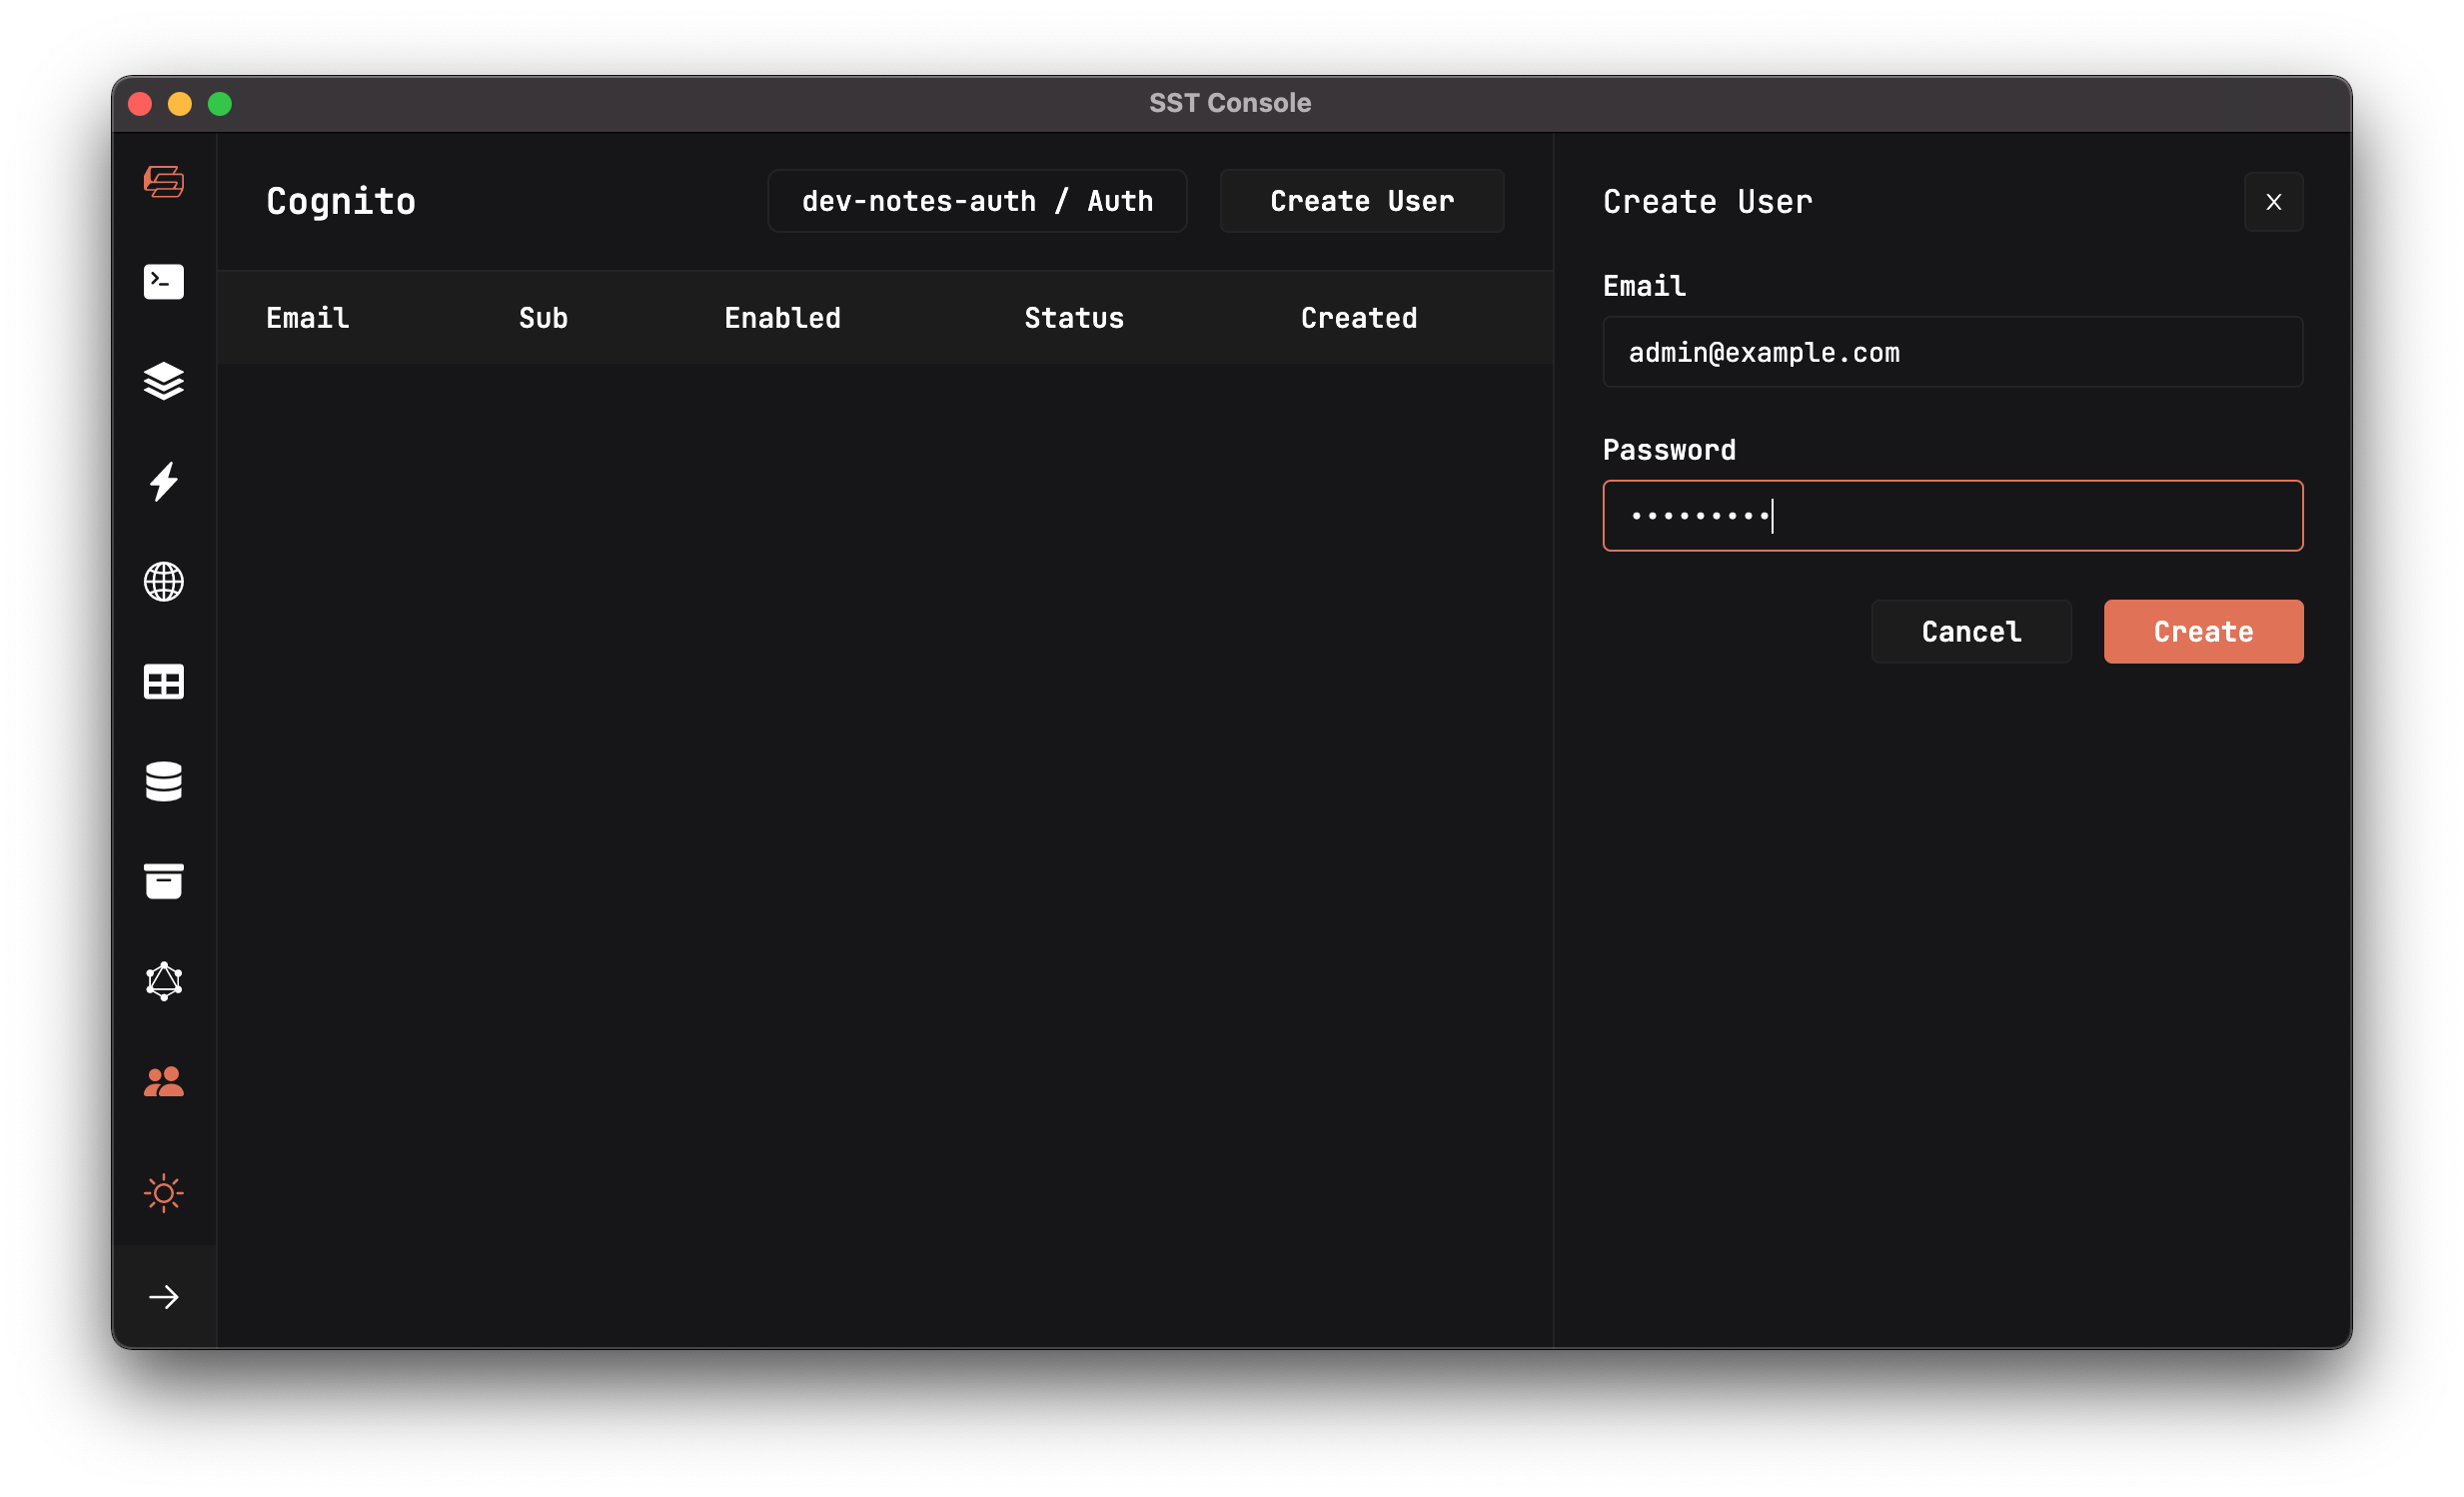 SST Console
Cognito
dev-notes-auth / Auth
Create User
Email Sub Enabled Status Created
Create User
X
Email
admin@example.com
Password
•••••••••
Cancel
Create